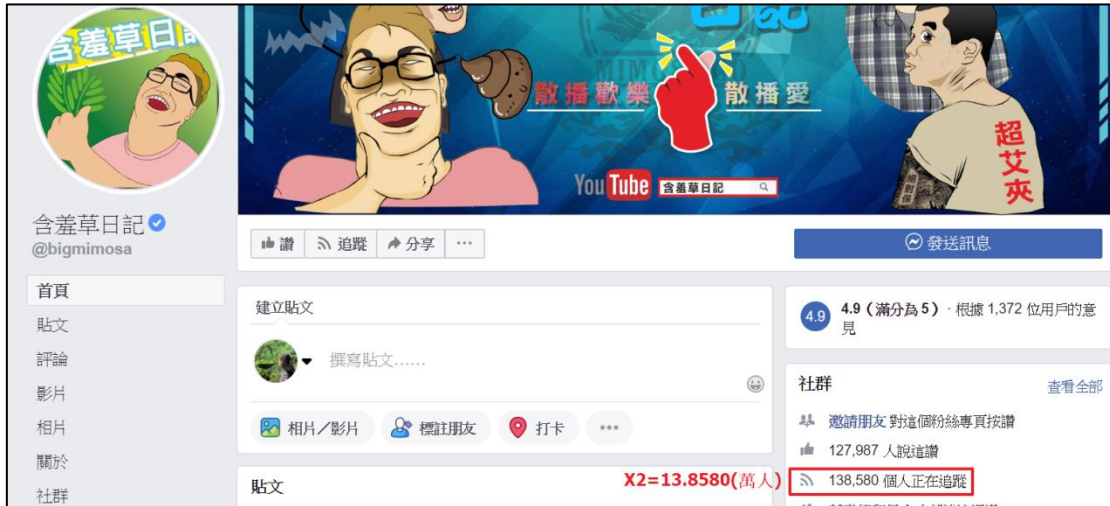 含羞草日記
日記
散播歡樂 散播愛
YouTube 含羞草日記
超艾夾
含羞草日記
@bigmimosa
讚 追蹤 分享 ...
發送訊息
首頁
貼文
評論
影片
相片
關於
社群
建立貼文
撰寫貼文......
相片/影片 標註朋友 打卡 ...
貼文
4.9 4.9(滿分為 5)· 根據 1,372 位用戶的意
見
社群 查看全部
邀請朋友 對這個粉絲專頁按讚
127,987 人說這讚
X2=13.8580(萬人) 138,580 個人正在追蹤